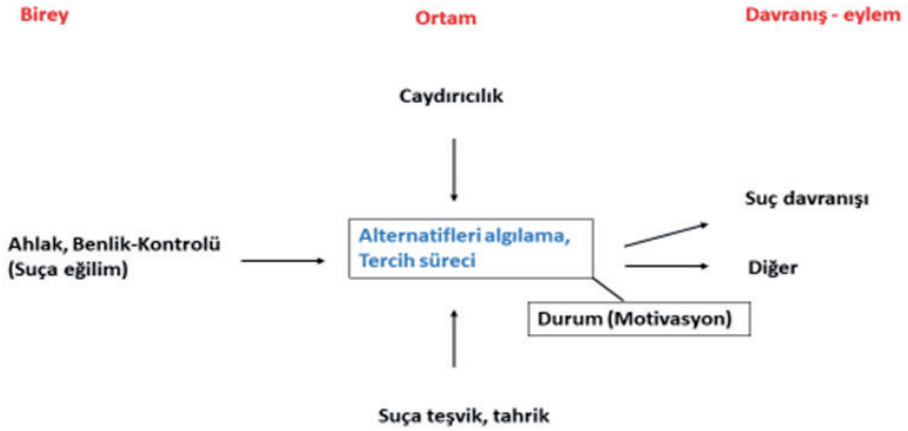 Birey
Ortam
Davranış - eylem
Caydırıcılık
Suç davranışı
Ahlak, Benlik-Kontrolü
(Suça eğilim)
Alternatifleri algılama,
Tercih süreci
Diğer
Durum (Motivasyon)
Suça teşvik, tahrik